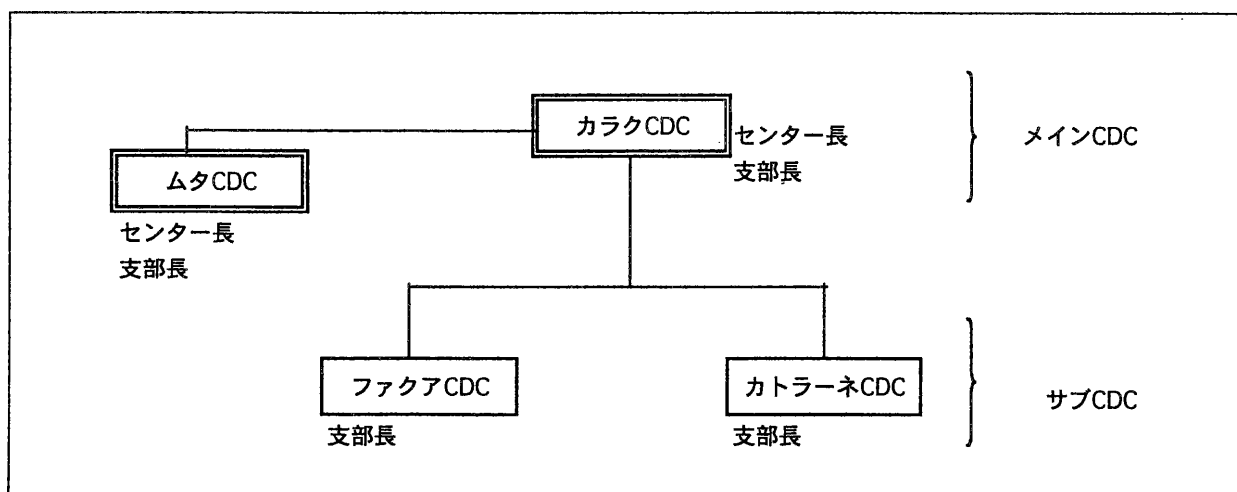 カラクCDC
センター長
支部長
メインCDC
ムタCDC
センター長
支部長
ファクアCDC
支部長
カトラーネCDC
支部長
サブCDC